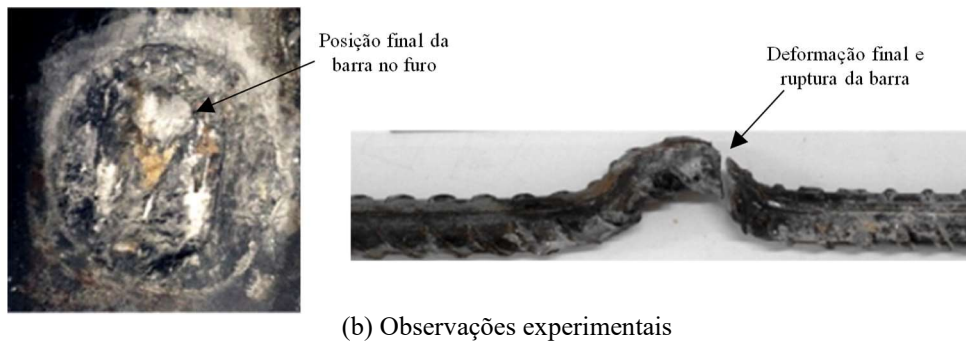 Posição final da
barra no furo
Deformação final e
ruptura da barra
(b) Observações experimentais